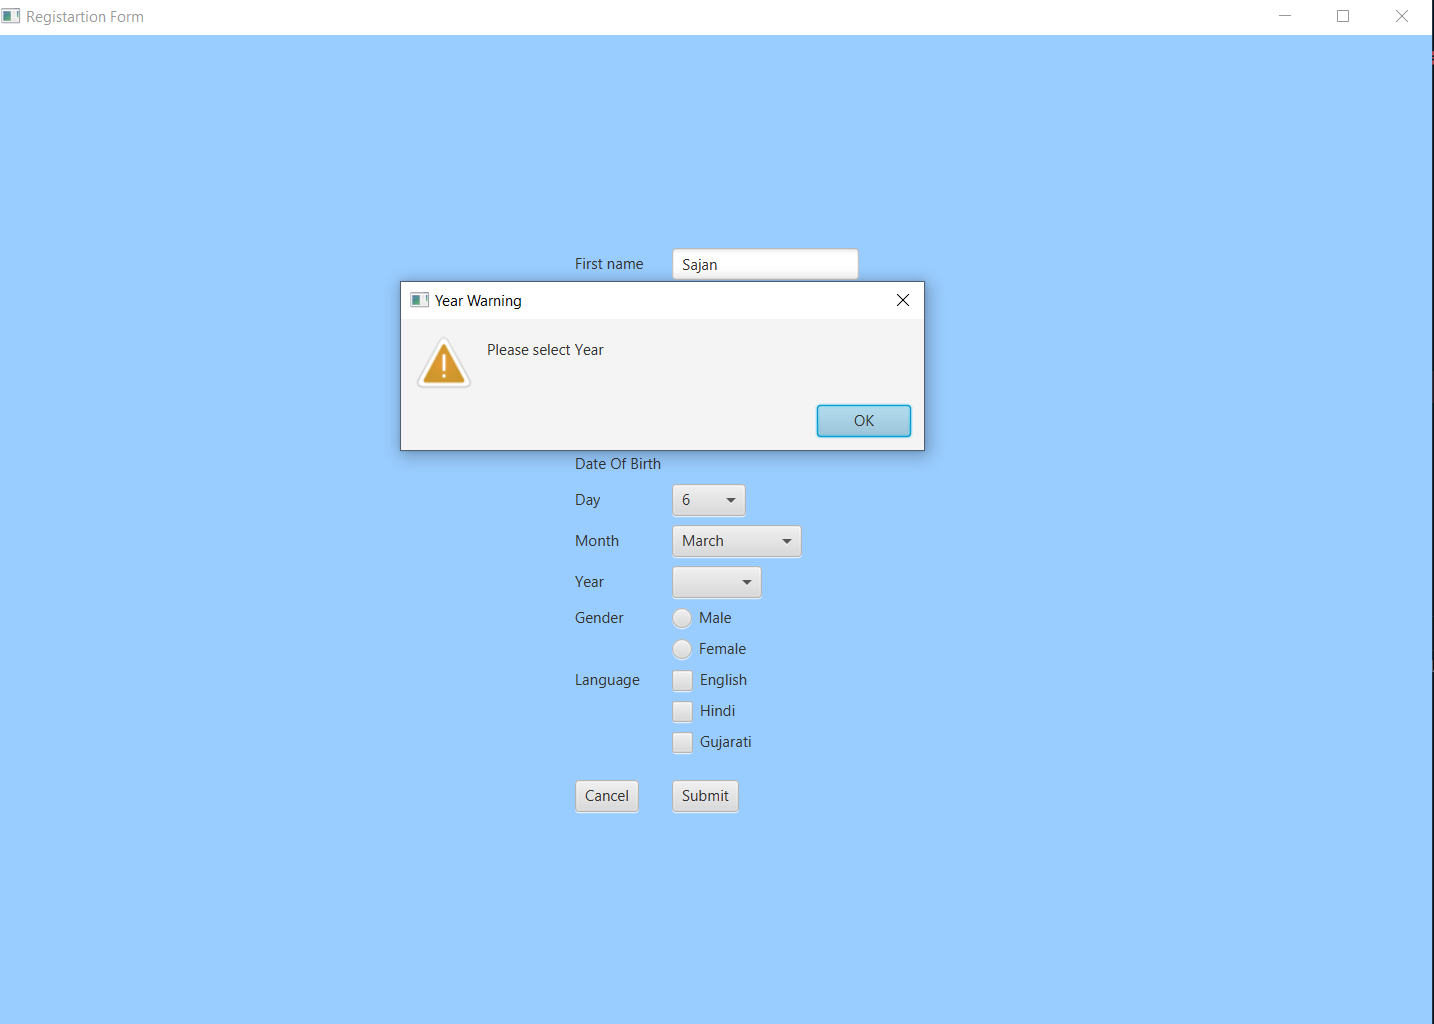 Registartion Form
First name Sajan
Year Warning
Please select Year
OK
Date Of Birth
Day 6
Month March
Year
Gender Male
Female
Language English
Hindi
Gujarati
Cancel Submit